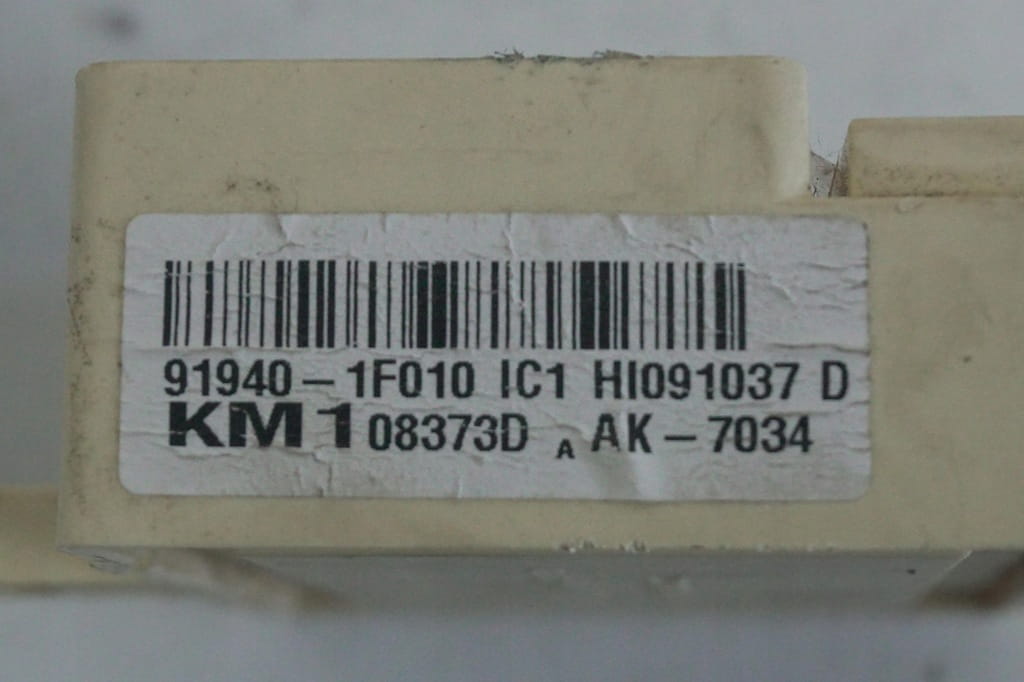 91940-1F010 IC1 HI091037 D
KM1 08373D A AK-7034